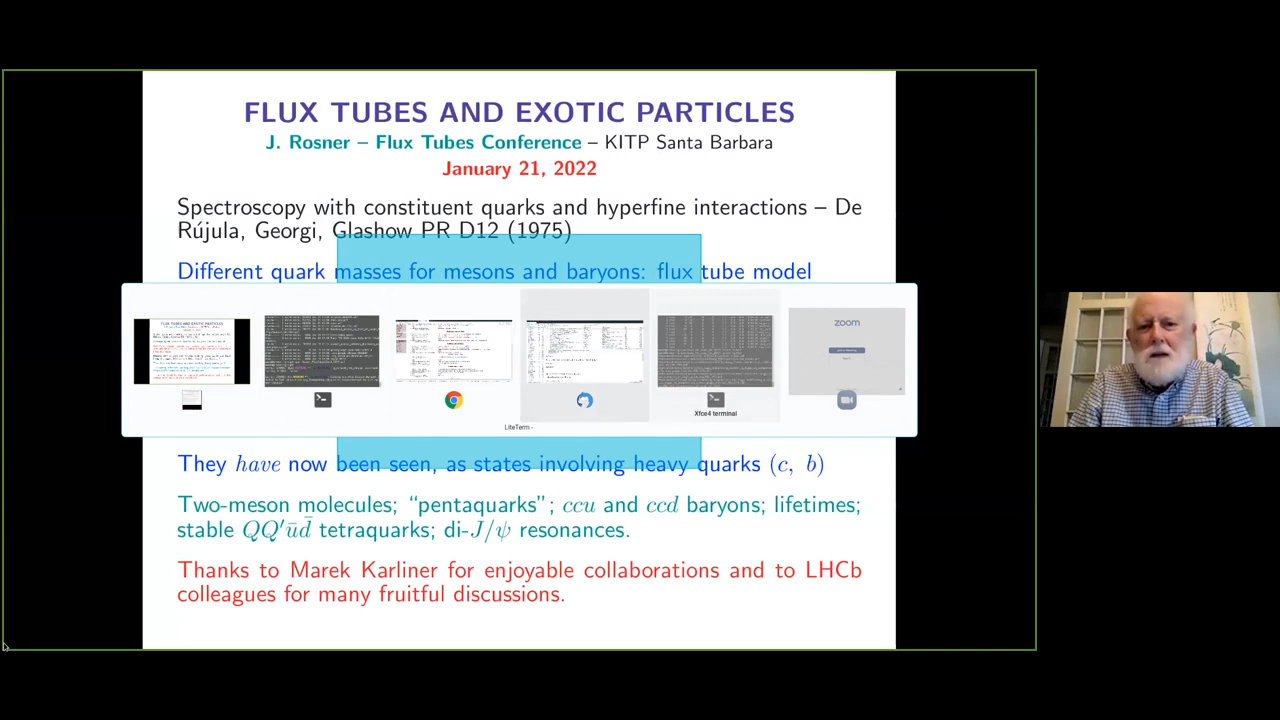 FLUX TUBES AND EXOTIC PARTICLES
J. Rosner – Flux Tubes Conference – KITP Santa Barbara
January 21, 2022
Spectroscopy with constituent quarks and hyperfine interactions – De
Rújula, Georgi, Glashow PR D12 (1975)
Different quark masses for mesons and baryons: flux tube model
zoom
Xfce4 terminal
LiteTerm -
They have now been seen, as states involving heavy quarks (c, b)
Two-meson molecules; “pentaquarks”; ccu and ccd baryons; lifetimes;
stable QQ′ūd̄ tetraquarks; di-J/ψ resonances.
Thanks to Marek Karliner for enjoyable collaborations and to LHCb
colleagues for many fruitful discussions.